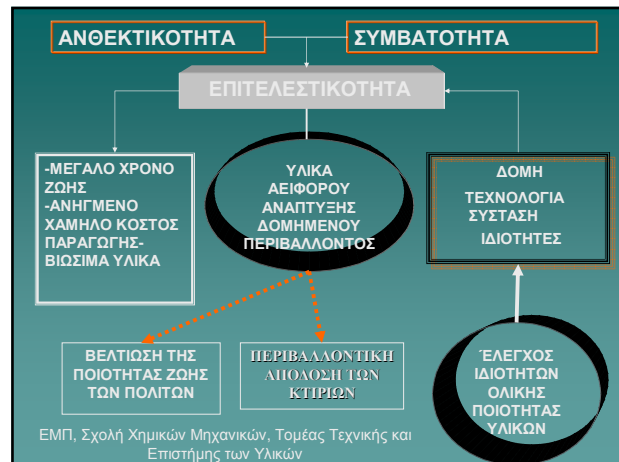 ΑΝΘΕΚΤΙΚΟΤΗΤΑ
ΣΥΜΒΑΤΟΤΗΤΑ
ΕΠΙΤΕΛΕΣΤΙΚΟΤΗΤΑ
-ΜΕΓΑΛΟ ΧΡΟΝΟ
ΖΩΗΣ
-ΑΝΗΓΜΕΝΟ
ΧΑΜΗΛΟ ΚΟΣΤΟΣ
ΠΑΡΑΓΩΓΗΣ-
ΒΙΩΣΙΜΑ ΥΛΙΚΑ
ΥΛΙΚΑ
ΑΕΙΦΟΡΟΥ
ΑΝΑΠΤΥΞΗΣ
ΔΟΜΗΜΕΝΟΥ
ΠΕΡΙΒΑΛΛΟΝΤΟΣ
ΔΟΜΗ
ΤΕΧΝΟΛΟΓΙΑ
ΣΥΣΤΑΣΗ
ΙΔΙΟΤΗΤΕΣ
ΒΕΛΤΙΩΣΗ ΤΗΣ
ΠΟΙΟΤΗΤΑΣ ΖΩΗΣ
ΤΩΝ ΠΟΛΙΤΩΝ
ΠΕΡΙΒΑΛΛΟΝΤΙΚΗ
ΑΠΟΔΟΣΗ ΤΩΝ
ΚΤΙΡΙΩΝ
ΈΛΕΓΧΟΣ
ΙΔΙΟΤΗΤΩΝ
ΟΛΙΚΗΣ
ΠΟΙΟΤΗΤΑΣ
ΥΛΙΚΩΝ
ΕΜΠ, Σχολή Χημικών Μηχανικών, Τομέας Τεχνικής και
Επιστήμης των Υλικών